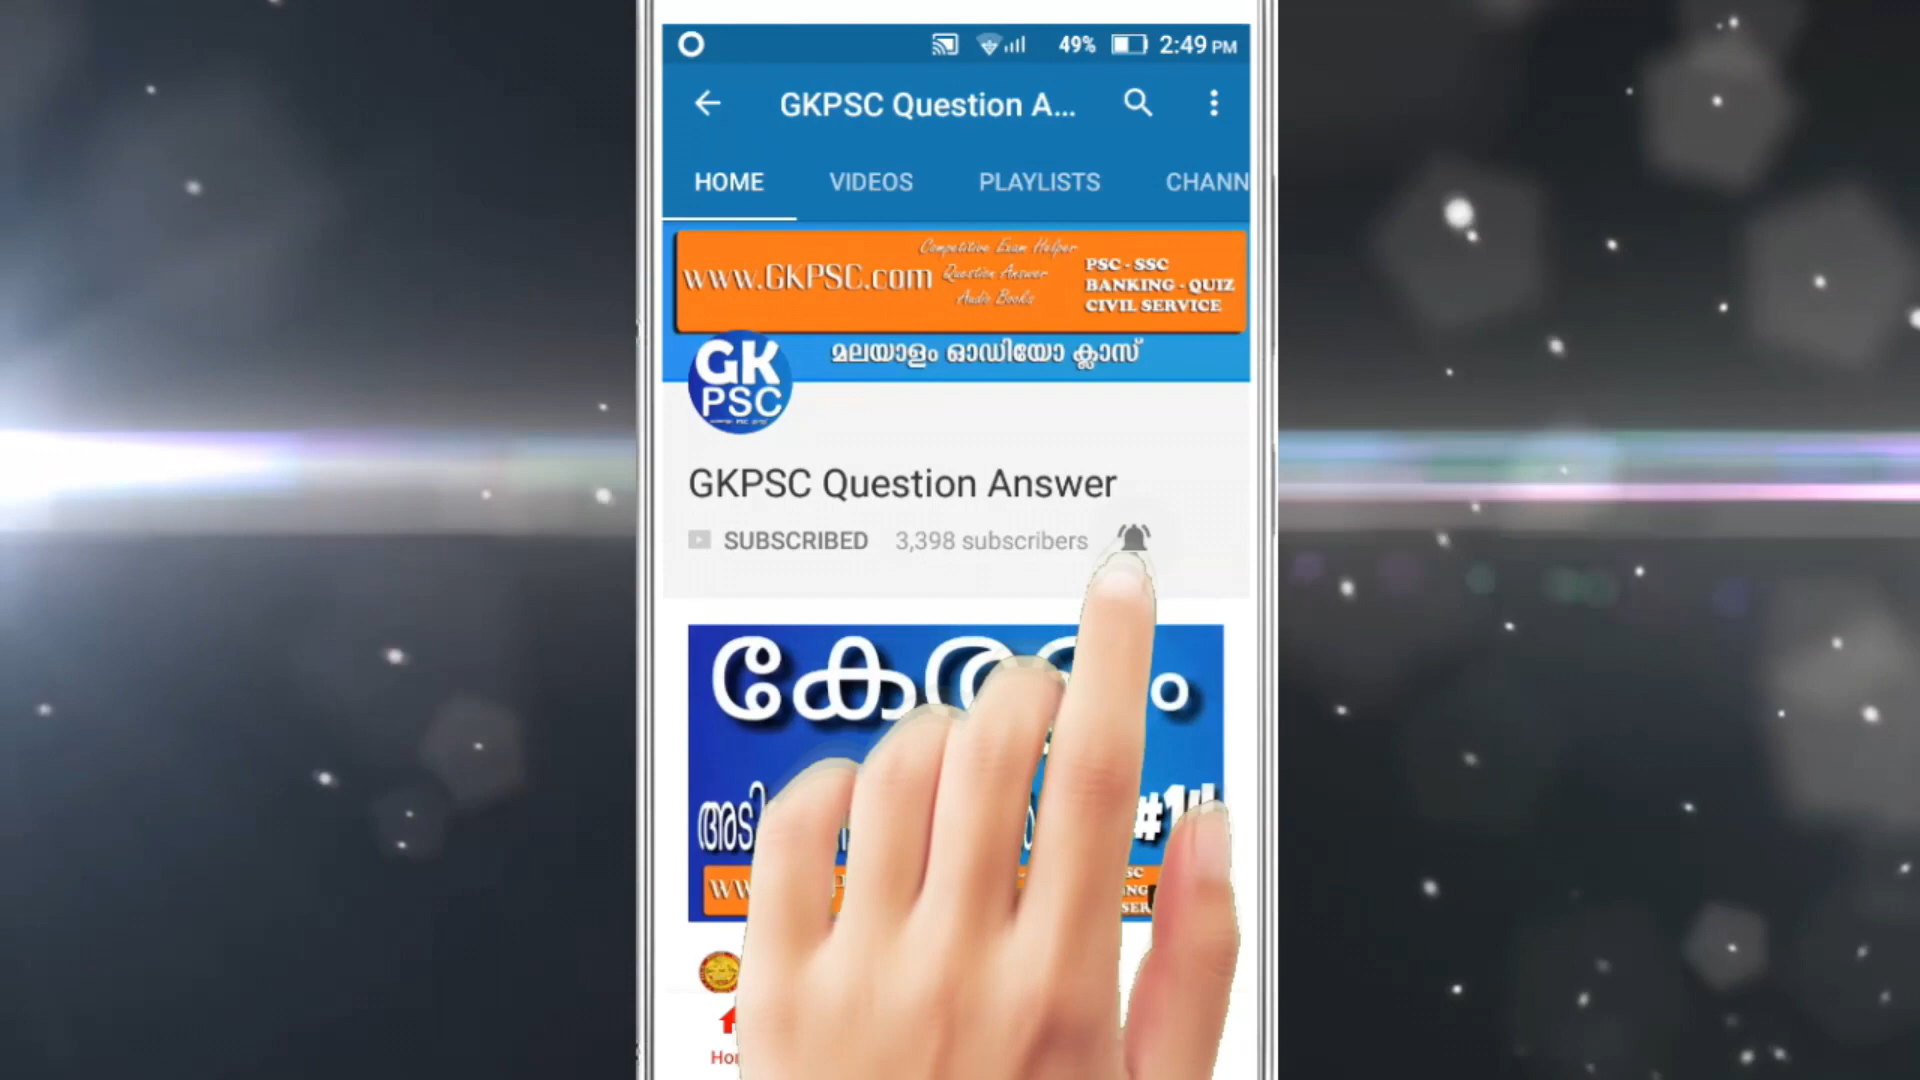 49% 2:49 PM
GKPSC Question A...
HOME VIDEOS PLAYLISTS CHANN
www.GKPSC.com
Competitive Exam Helper
Question Answer
Audio Books
PSC - SSC
BANKING - QUIZ
CIVIL SERVICE
മലയാളം ഓഡിയോ ക്ലാസ്
GK
PSC
GKPSC Question Answer
SUBSCRIBED 3,398 subscribers